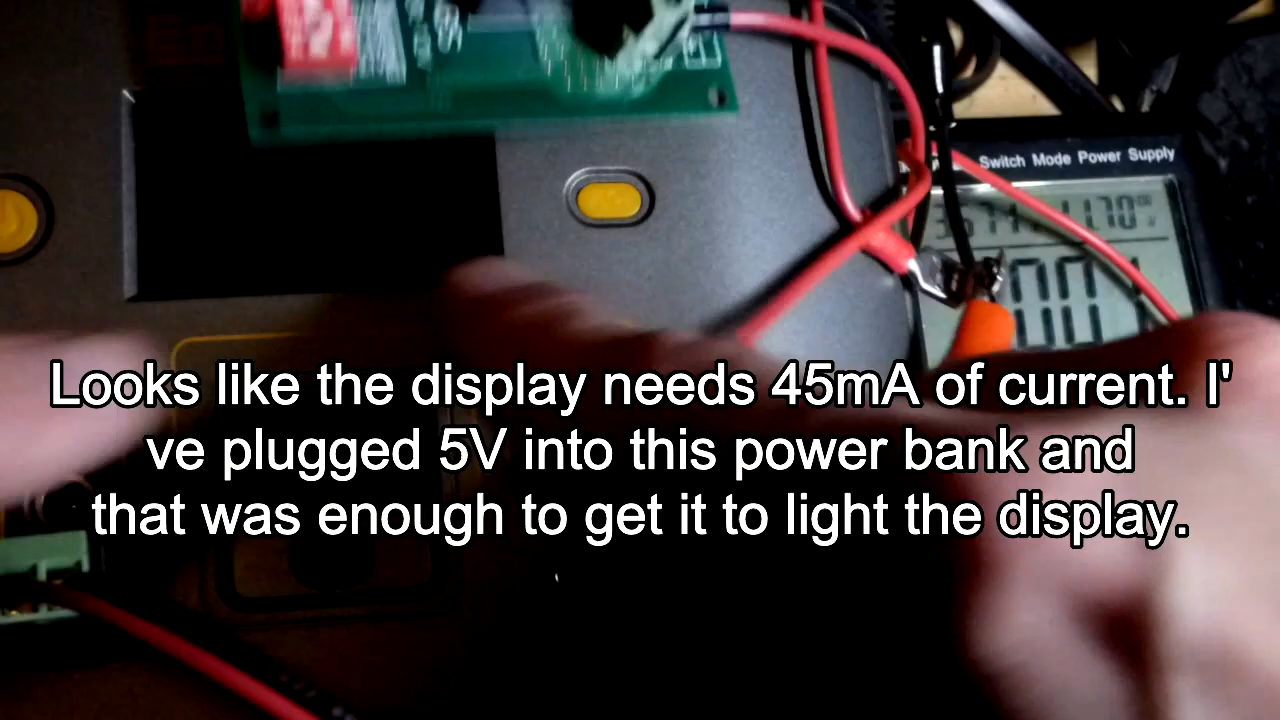 Switch Mode Power Supply
Looks like the display needs 45mA of current. I'
ve plugged 5V into this power bank and
that was enough to get it to light the display.